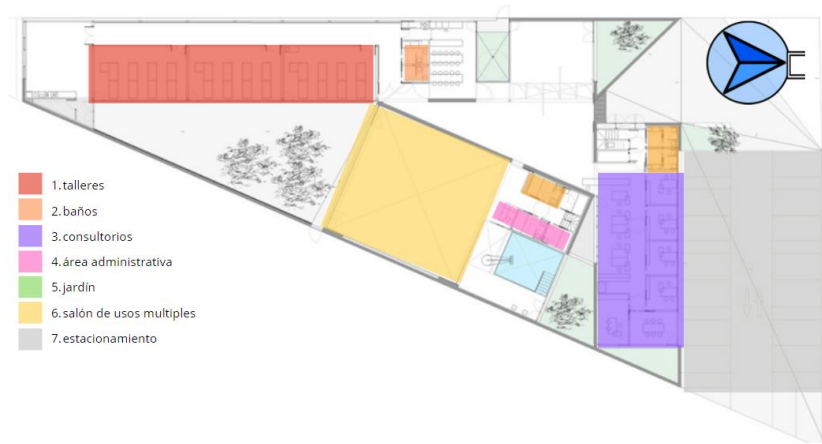 1. talleres
2. baños
3. consultorios
4. área administrativa
5. jardín
6. salón de usos multiples
7. estacionamiento